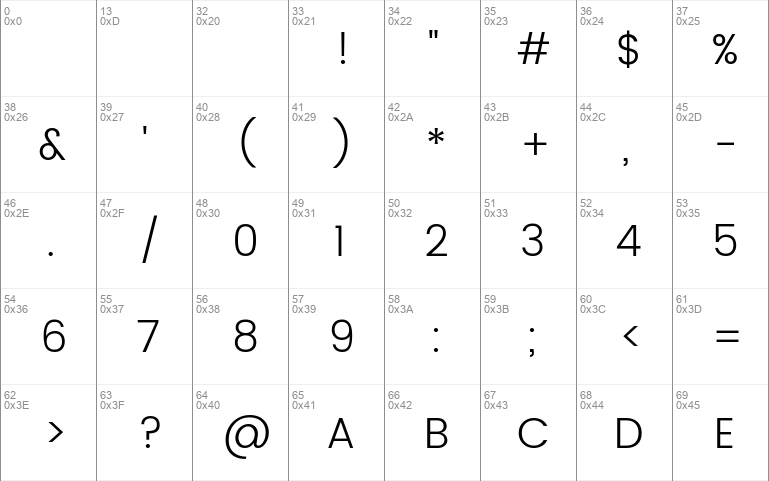 0 13 32 33 34 35 36 37
0x0 0xD 0x20 0x21 0x22 0x23 0x24 0x25
! " # $ % 
38 39 40 41 42 43 44 45
0x26 0x27 0x28 0x29 0x2A 0x2B 0x2C 0x2D
& ' ( ) * + , -
46 47 48 49 50 51 52 53
0x2E 0x2F 0x30 0x31 0x32 0x33 0x34 0x35
. / 0 1 2 3 4 5
54 55 56 57 58 59 60 61
0x36 0x37 0x38 0x39 0x3A 0x3B 0x3C 0x3D
6 7 8 9 : ; < =
62 63 64 65 66 67 68 69
0x3E 0x3F 0x40 0x41 0x42 0x43 0x44 0x45
> ? @ A B C D E